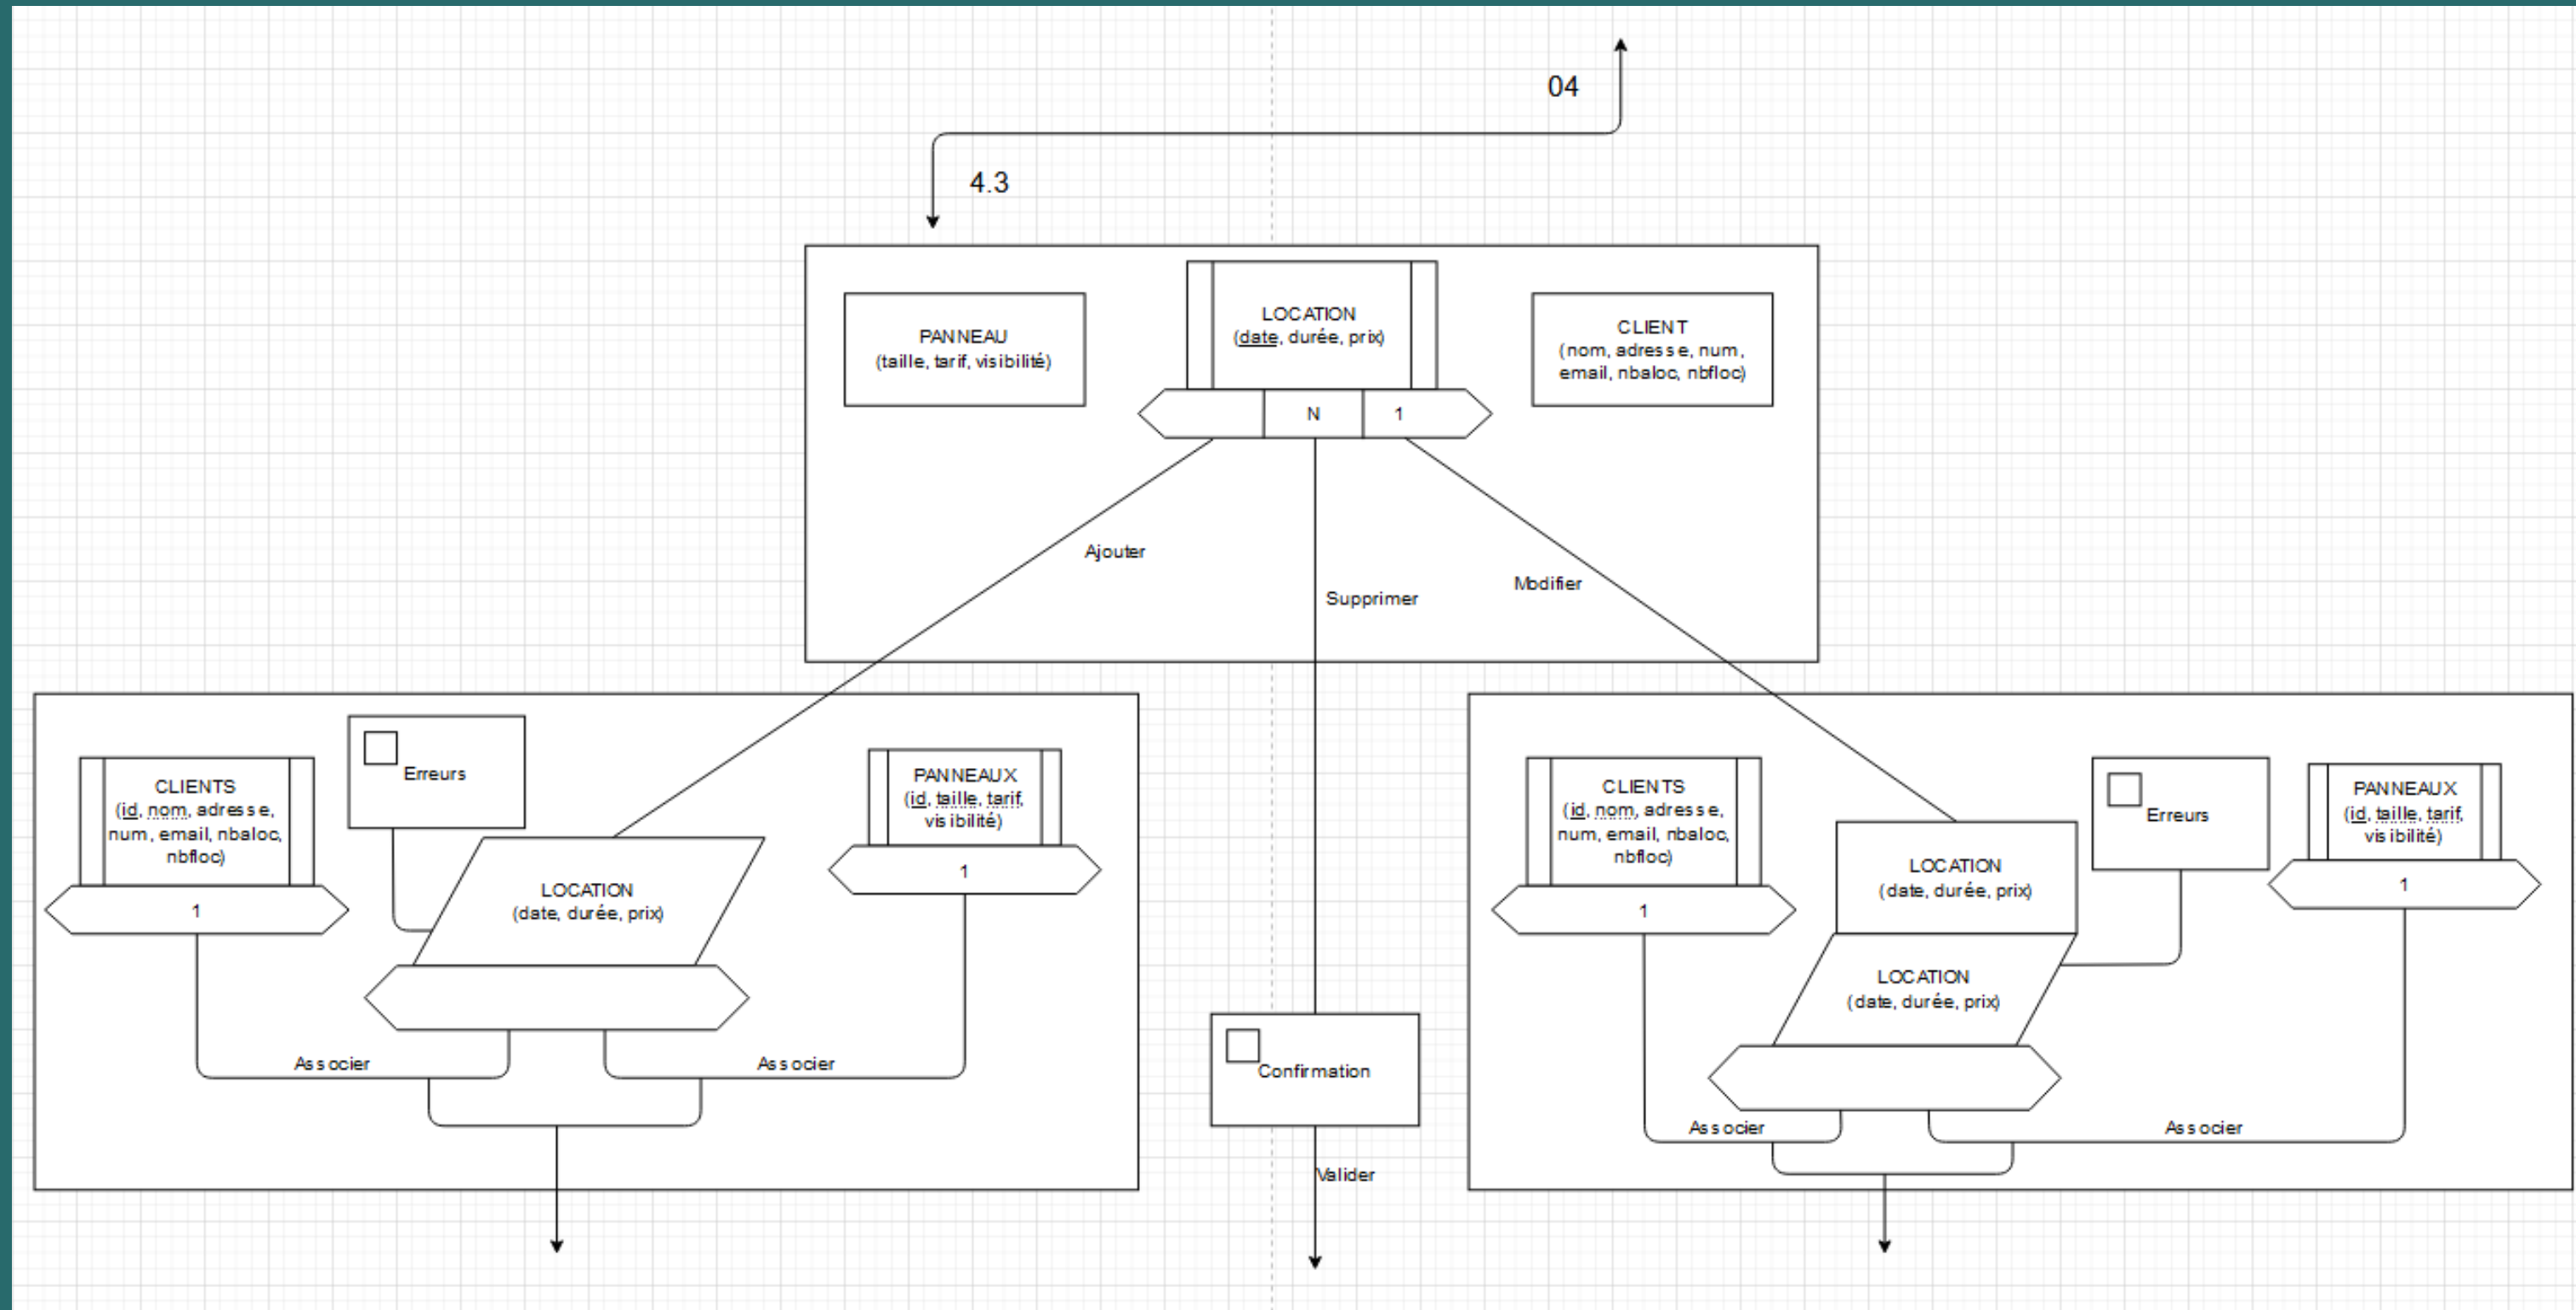 04
4.3
PANNEAU
(taille, tarif, visibilité)
LOCATION
(date, durée, prix)
CLIENT
(nom, adresse, num,
email, nbaloc, nbfloc)
N
1
Ajouter
Supprimer
Modifier
CLIENTS
(id, nom, adresse,
num, email, nbaloc,
nbfloc)
1
Erreurs
LOCATION
(date, durée, prix)
PANNEAUX
(id, taille, tarif,
visibilité)
1
Associer
Associer
Confirmation
Valider
CLIENTS
(id, nom, adresse,
num, email, nbaloc,
nbfloc)
1
LOCATION
(date, durée, prix)
LOCATION
(date, durée, prix)
Erreurs
PANNEAUX
(id, taille, tarif,
visibilité)
1
Associer
Associer